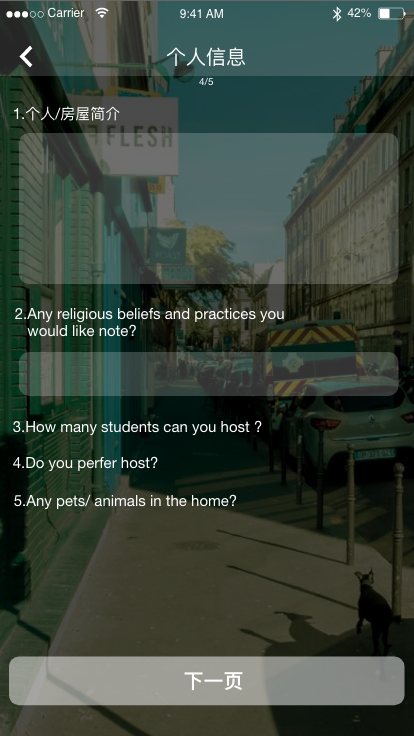 Carrier 9:41 AM 42%
个人信息
4/5
1.个人/房屋简介
FLESH
2.Any religious beliefs and practices you
would like note?
3.How many students can you host ?
4.Do you perfer host?
5.Any pets/ animals in the home?
下一页